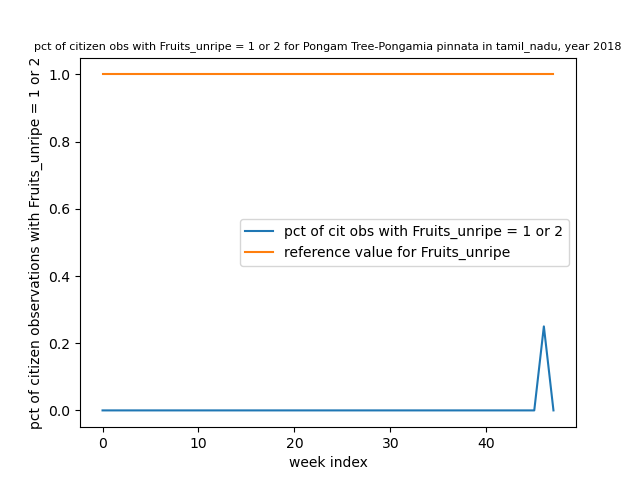 pct of citizen obs with Fruits_unripe = 1 or 2 for Pongam Tree-Pongamia pinnata in tamil_nadu, year 2018
pct of citizen observations with Fruits_unripe = 1 or 2
1.0
0.8
0.6
0.4
0.2
0.0
pct of cit obs with Fruits_unripe = 1 or 2
reference value for Fruits_unripe
0
10
20
30
40
week index